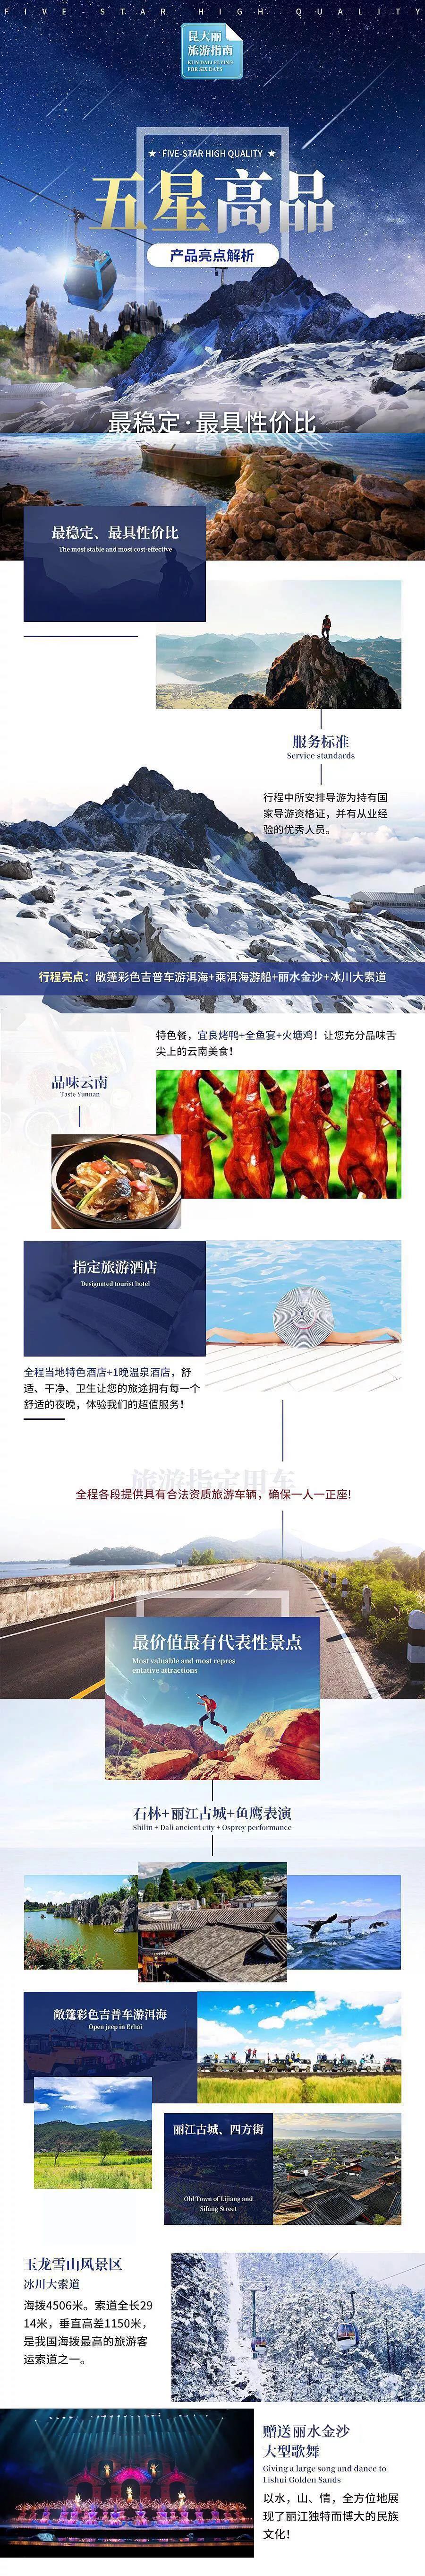 FIVE-STAR HIGH QUALITY
昆大丽
旅游指南
KUN DALI FLYING
FOR SIX DAYS
★ FIVE-STAR HIGH QUALITY ★
五星高品
产品亮点解析
最稳定·最具性价比
最稳定、最具性价比
The most stable and most cost-effective
服务标准
Service standards
行程中所安排导游为持有国
家导游资格证，并有从业经
验的优秀人员。
行程亮点：敞篷彩色吉普车游洱海+乘洱海游船+丽水金沙+冰川大索道
特色餐，宜良烤鸭+全鱼宴+火塘鸡！让您充分品味舌
尖上的云南美食！
品味云南
Taste Yunnan
指定旅游酒店
Designated tourist hotel
全程当地特色酒店+1晚温泉酒店，舒
适、干净、卫生让您的旅途拥有每一个
舒适的夜晚，体验我们的超值服务！
旅游指定用车
全程各段提供具有合法资质旅游车辆，确保一人一正座!
最价值最有代表性景点
Most valuable and most repres
entative attractions
石林+丽江古城+鱼鹰表演
Shilin + Dali ancient city + Osprey performance
敞篷彩色吉普车游洱海
Open jeep in Erhai
丽江古城、四方街
Old Town of Lijiang and
Sifang Street
玉龙雪山风景区
冰川大索道
海拨4506米。索道全长29
14米，垂直高差1150米，
是我国海拨最高的旅游客
运索道之一。
赠送丽水金沙
大型歌舞
Giving a large song and dance to
Lishui Golden Sands
以水，山、情，全方位地展
现了丽江独特而博大的民族
文化！